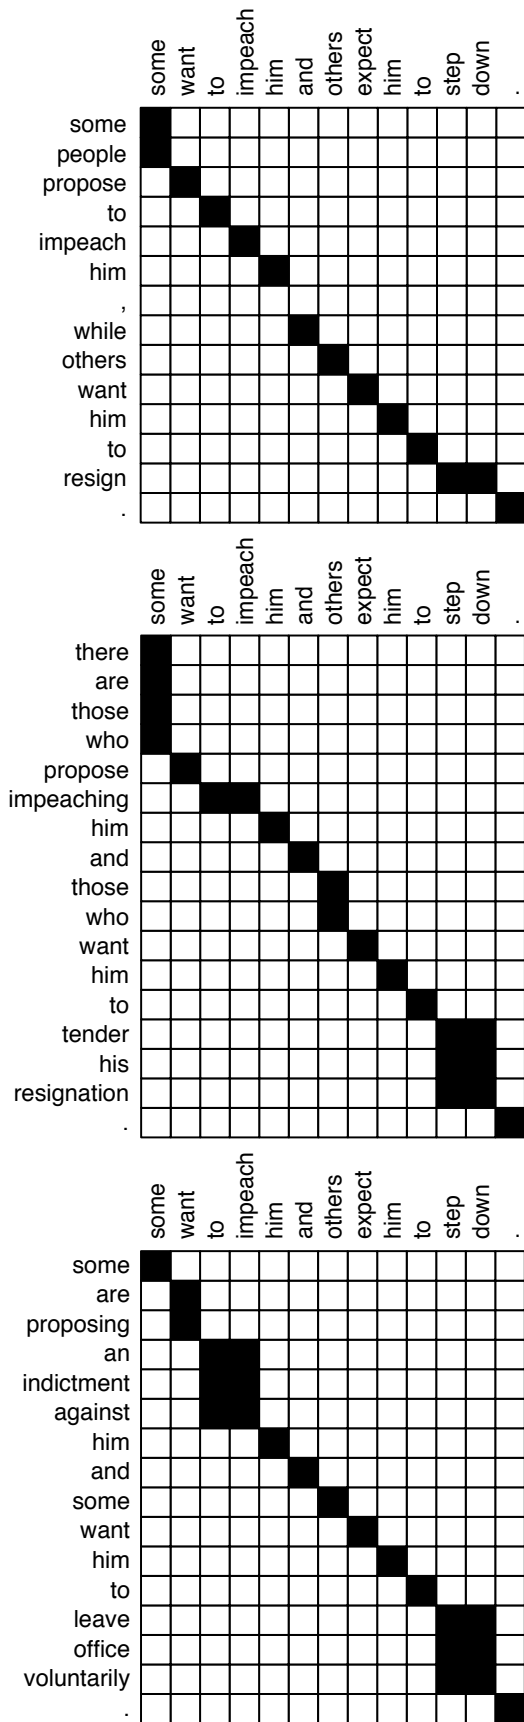 some want to impeach him and others expect him to step down .
some
people
propose
to
impeach
him
,
while
others
want
him
to
resign
.
some want to impeach him and others expect him to step down .
there
are
those
who
propose
impeaching
him
and
those
who
want
him
to
tender
his
resignation
.
some want to impeach him and others expect him to step down .
some
are
proposing
an
indictment
against
him
and
some
want
him
to
leave
office
voluntarily
.